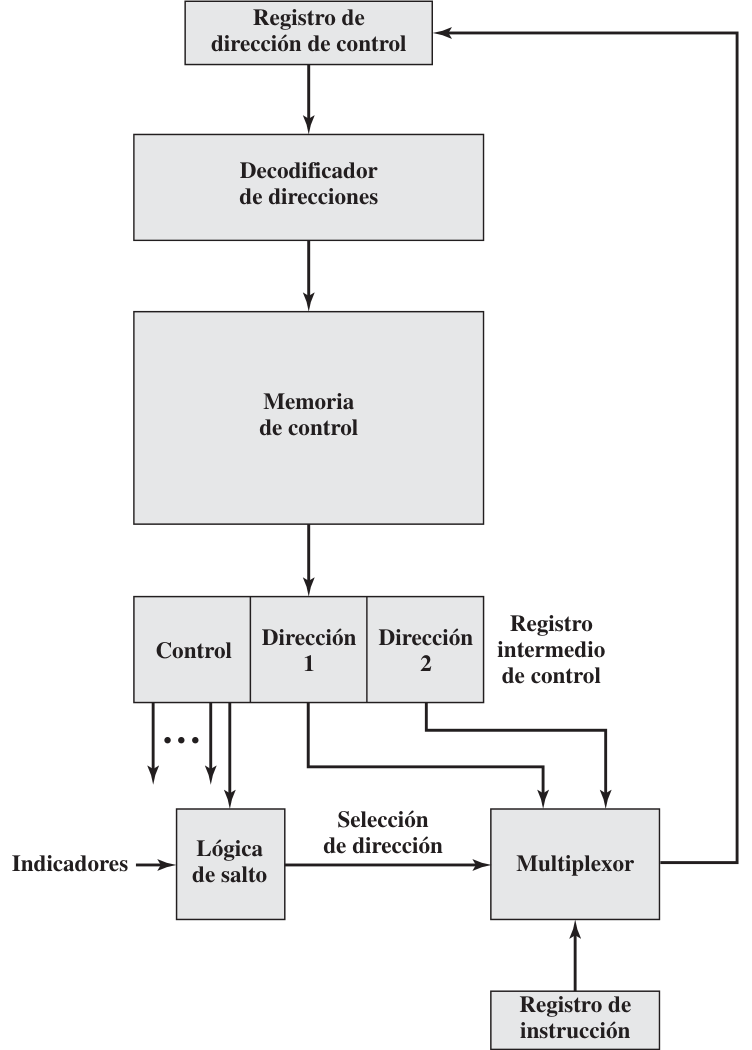 Registro de
dirección de control
Decodificador
de direcciones
Memoria
de control
Control
Dirección
1
Dirección
2
Registro
intermedio
de control
Indicadores
Lógica
de salto
Selección
de dirección
Multiplexor
Registro de
instrucción